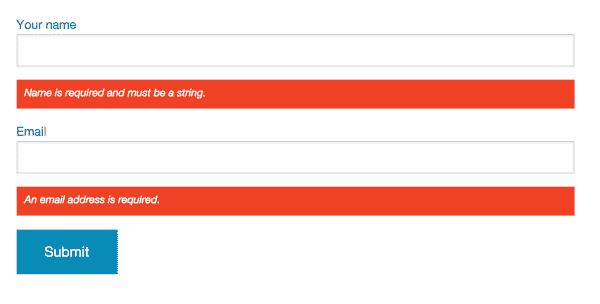 Your name
Name is required and must be a string.
Email
An email address is required.
Submit